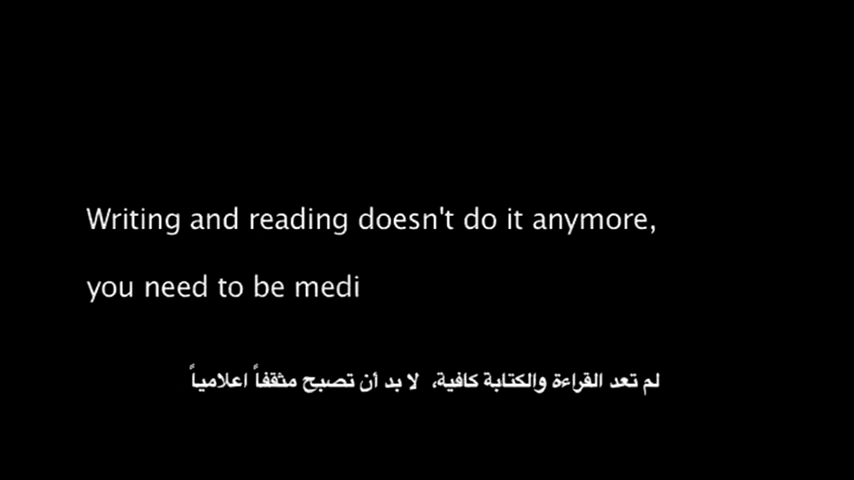 Writing and reading doesn't do it anymore,
you need to be medi
لم تعد القراءة والكتابة كافية، لا بد أن تصبح مثقفاً اعلامياً